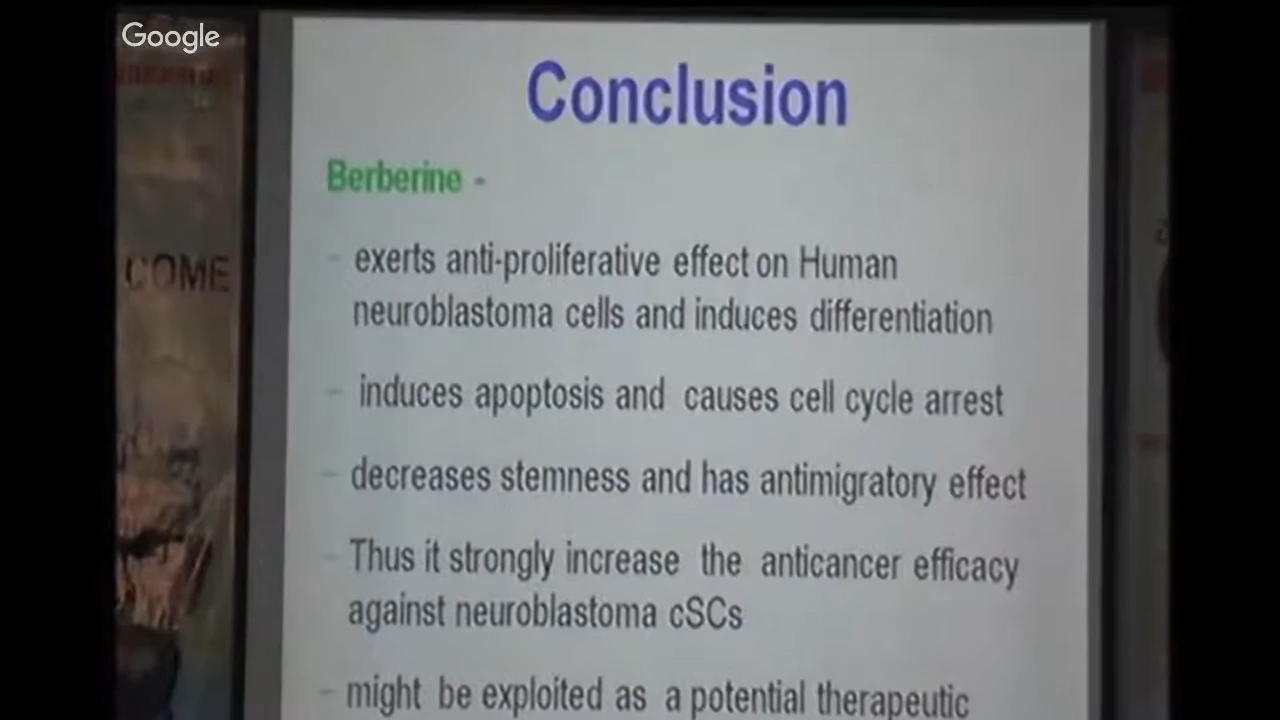 Google
Conclusion
Berberine -
- exerts anti-proliferative effect on Human
neuroblastoma cells and induces differentiation
- induces apoptosis and causes cell cycle arrest
- decreases stemness and has antimigratory effect
- Thus it strongly increase the anticancer efficacy
against neuroblastoma cSCs
- might be exploited as a potential therapeutic
COME